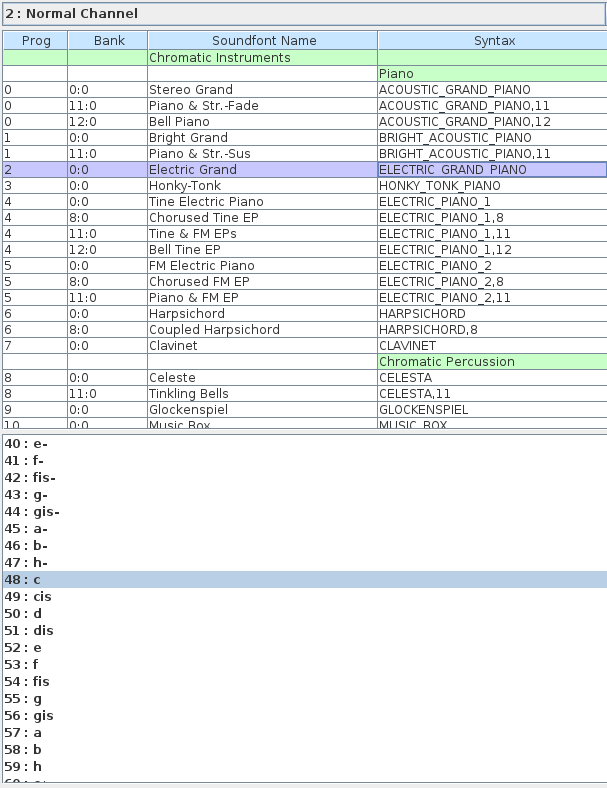 2 : Normal Channel
Prog Bank Soundfont Name Syntax
Chromatic Instruments
Piano
0 0:0 Stereo Grand ACOUSTIC_GRAND_PIANO
0 11:0 Piano & Str.-Fade ACOUSTIC_GRAND_PIANO,11
0 12:0 Bell Piano ACOUSTIC_GRAND_PIANO,12
1 0:0 Bright Grand BRIGHT_ACOUSTIC_PIANO
1 11:0 Piano & Str.-Sus BRIGHT_ACOUSTIC_PIANO,11
2 0:0 Electric Grand ELECTRIC_GRAND_PIANO
3 0:0 Honky-Tonk HONKY_TONK_PIANO
4 0:0 Tine Electric Piano ELECTRIC_PIANO_1
4 8:0 Chorused Tine EP ELECTRIC_PIANO_1,8
4 11:0 Tine & FM EPs ELECTRIC_PIANO_1,11
4 12:0 Bell Tine EP ELECTRIC_PIANO_1,12
5 0:0 FM Electric Piano ELECTRIC_PIANO_2
5 8:0 Chorused FM EP ELECTRIC_PIANO_2,8
5 11:0 Piano & FM EP ELECTRIC_PIANO_2,11
6 0:0 Harpsichord HARPSICHORD
6 8:0 Coupled Harpsichord HARPSICHORD,8
7 0:0 Clavinet CLAVINET
Chromatic Percussion
8 0:0 Celeste CELESTA
8 11:0 Tinkling Bells CELESTA,11
9 0:0 Glockenspiel GLOCKENSPIEL
10 0:0 Music Box MUSIC_BOX
40 : e-
41 : f-
42 : fis-
43 : g-
44 : gis-
45 : a-
46 : b-
47 : h-
48 : c
49 : cis
50 : d
51 : dis
52 : e
53 : f
54 : fis
55 : g
56 : gis
57 : a
58 : b
59 : h